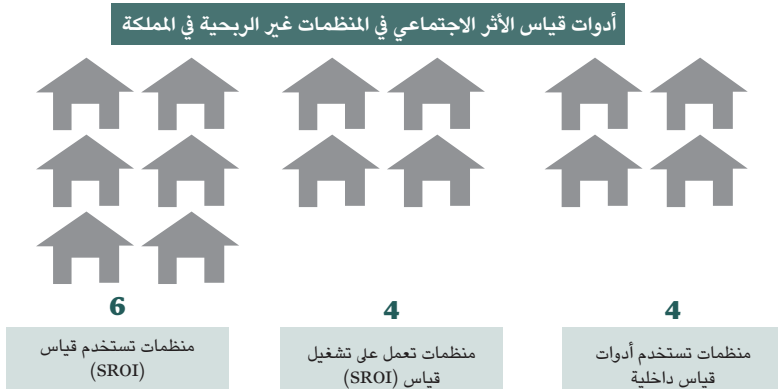 أدوات قياس الأثر الاجتماعي في المنظمات غير الربحية في المملكة
4
منظمات تستخدم أدوات
قياس داخلية
4
منظمات تعمل على تشغيل
قياس (SROI)
6
منظمات تستخدم قياس
(SROI)